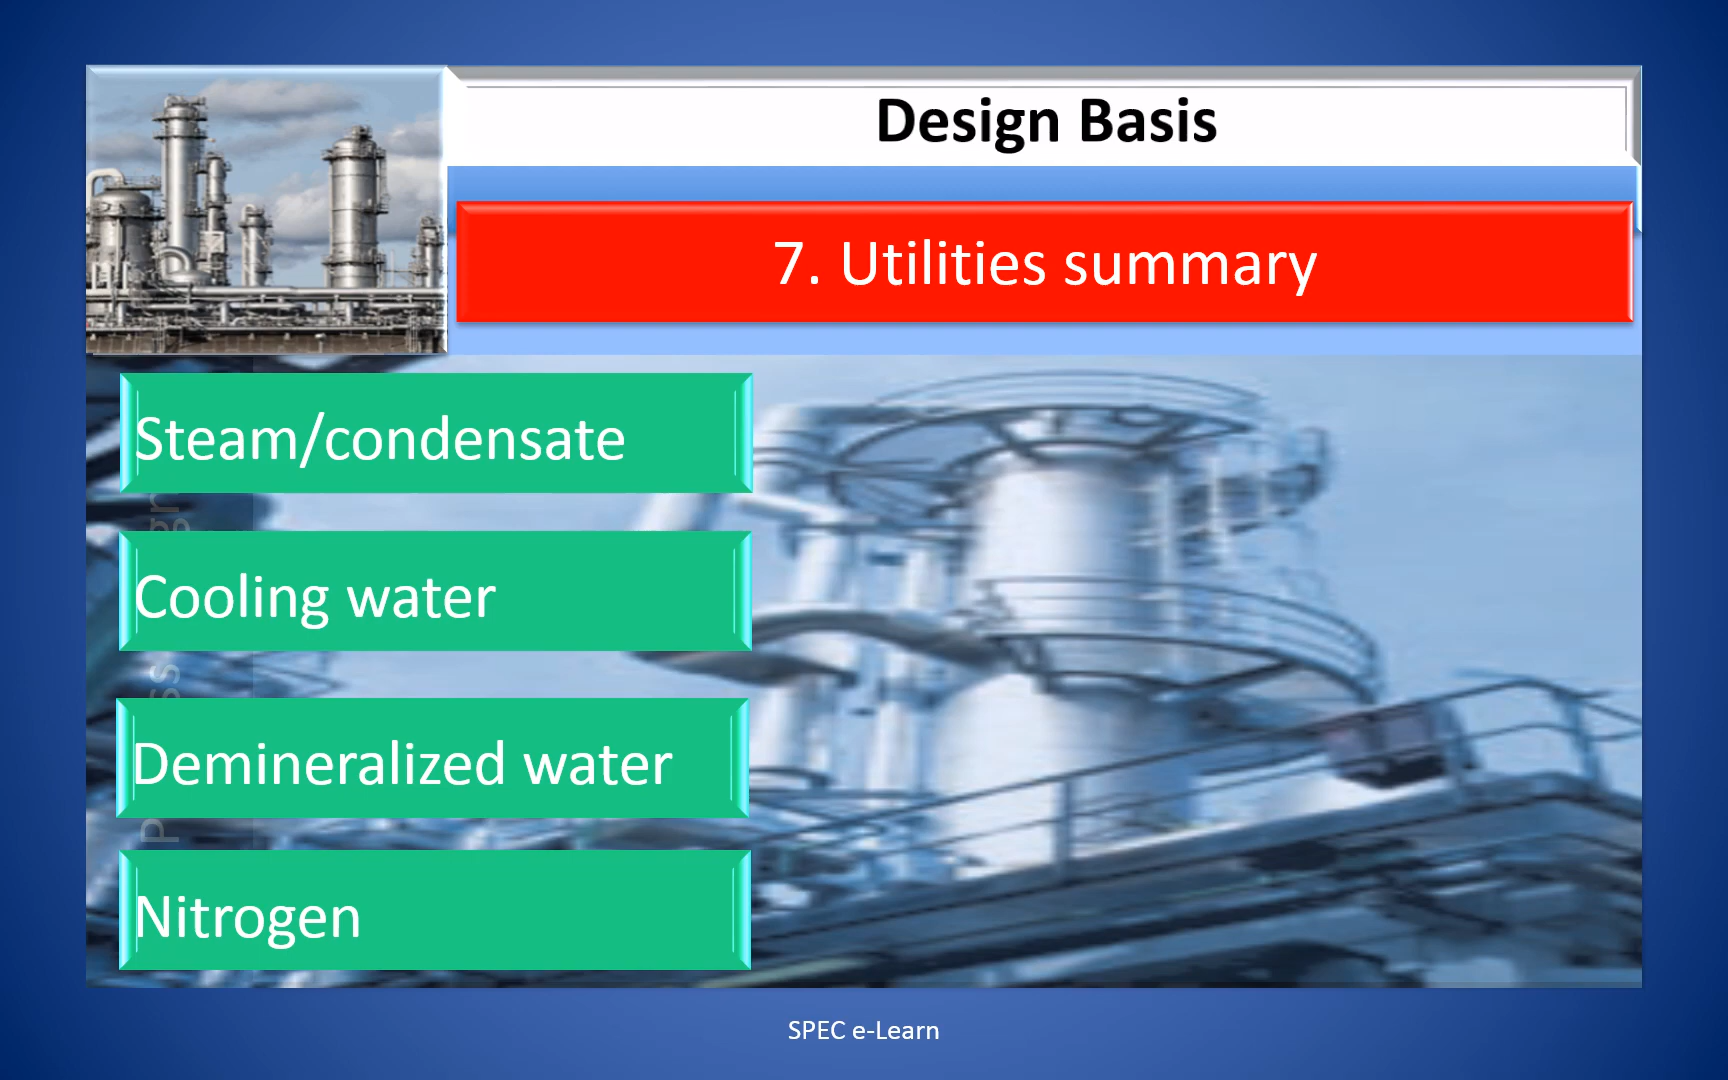 Design Basis
7. Utilities summary
Steam/condensate
Cooling water
Demineralized water
Nitrogen
SPEC e-Learn